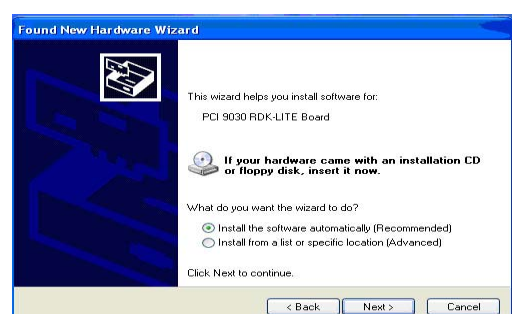 Found New Hardware Wizard
This wizard helps you install software for:
PCI 9030 RDK-LITE Board
If your hardware came with an installation CD
or floppy disk, insert it now.
What do you want the wizard to do?
Install the software automatically (Recommended)
Install from a list or specific location (Advanced)
Click Next to continue.
< Back Next > Cancel